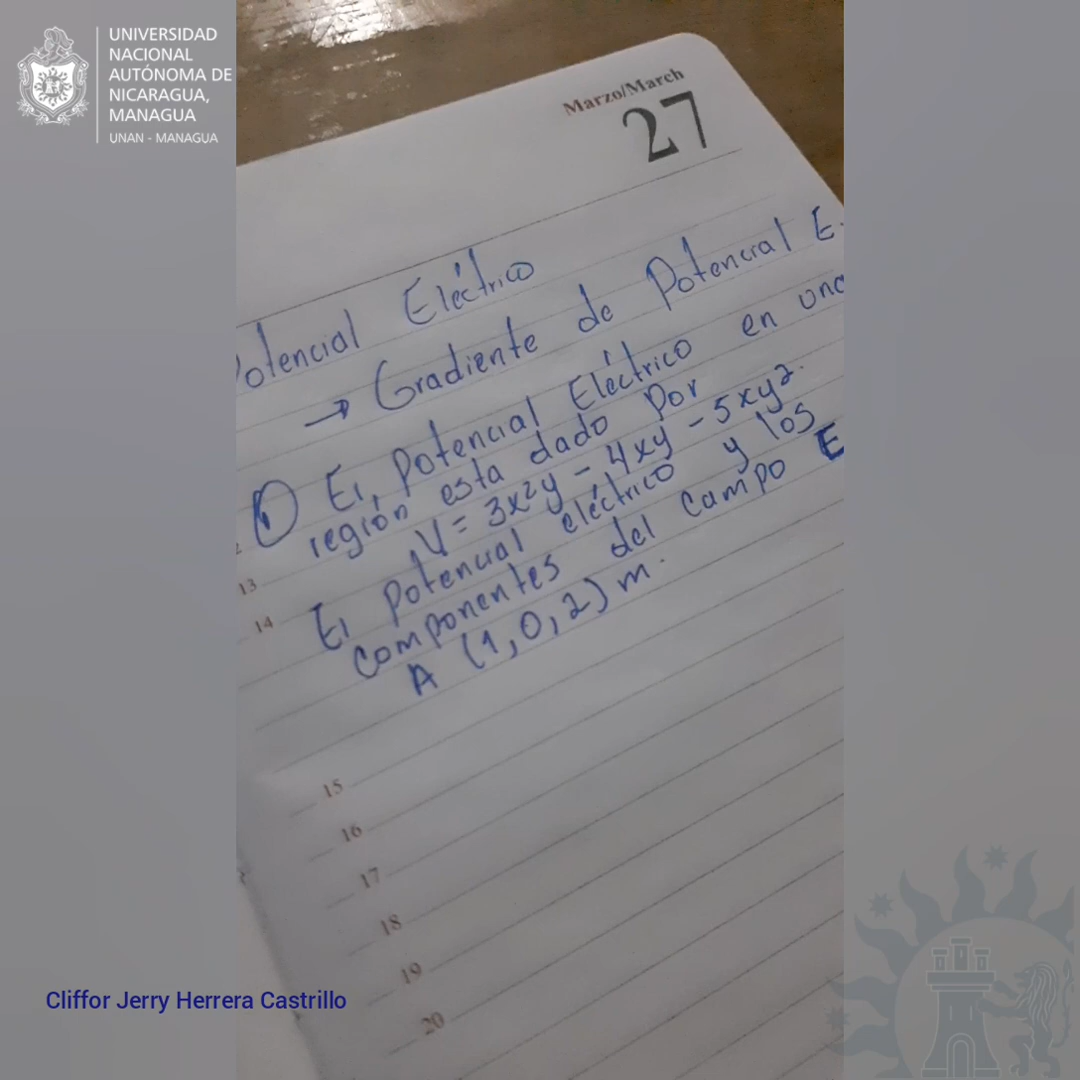 UNIVERSIDAD
NACIONAL
AUTÓNOMA DE
NICARAGUA,
MANAGUA
UNAN - MANAGUA
Marzo/March
27
Potencial Eléctrico
→ Gradiente de Potencial E.
① El potencial Eléctrico en una
región esta dado por
V = 3x²y - 4xy - 5xy².
El potencial eléctrico y los
componentes del campo E
A (1, 0, 2) m.
13
14
15
16
17
18
19
20
Cliffor Jerry Herrera Castrillo